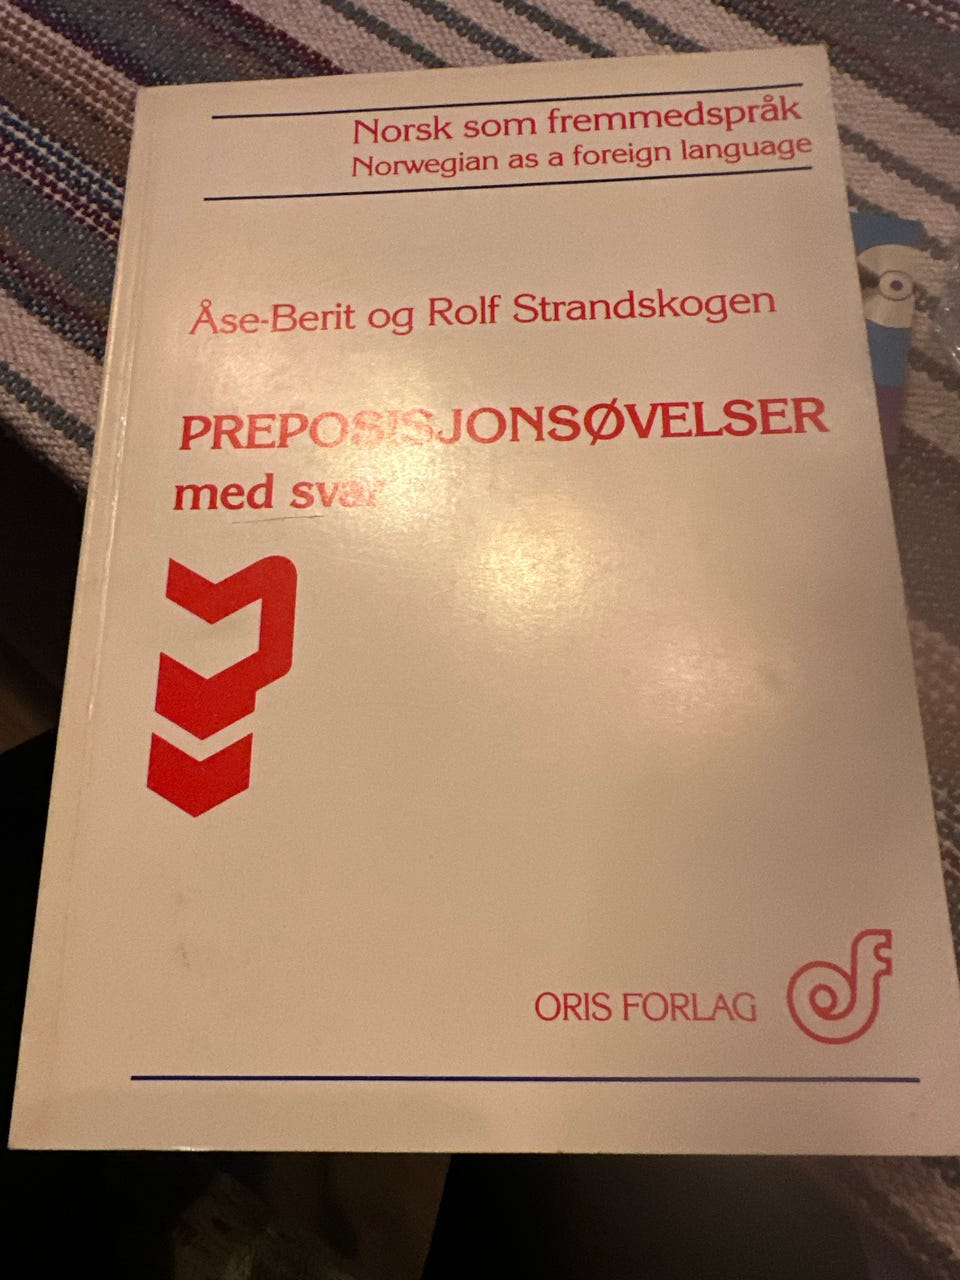 Norsk som fremmedspråk
Norwegian as a foreign language
Åse-Berit og Rolf Strandskogen
PREPOSISJONSØVELSER
med svar
ORIS FORLAG